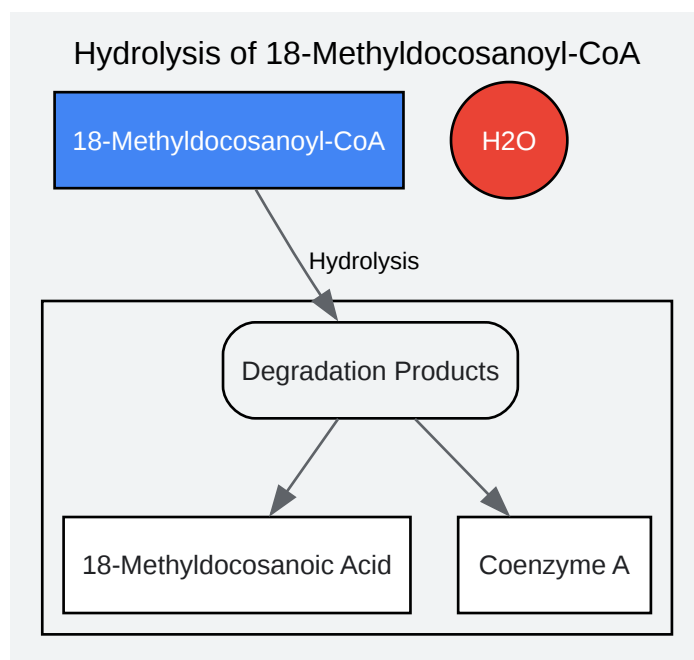 Hydrolysis of 18-Methyldocosanoyl-CoA
18-Methyldocosanoyl-CoA
H2O
Hydrolysis
Degradation Products
18-Methyldocosanoic Acid
Coenzyme A